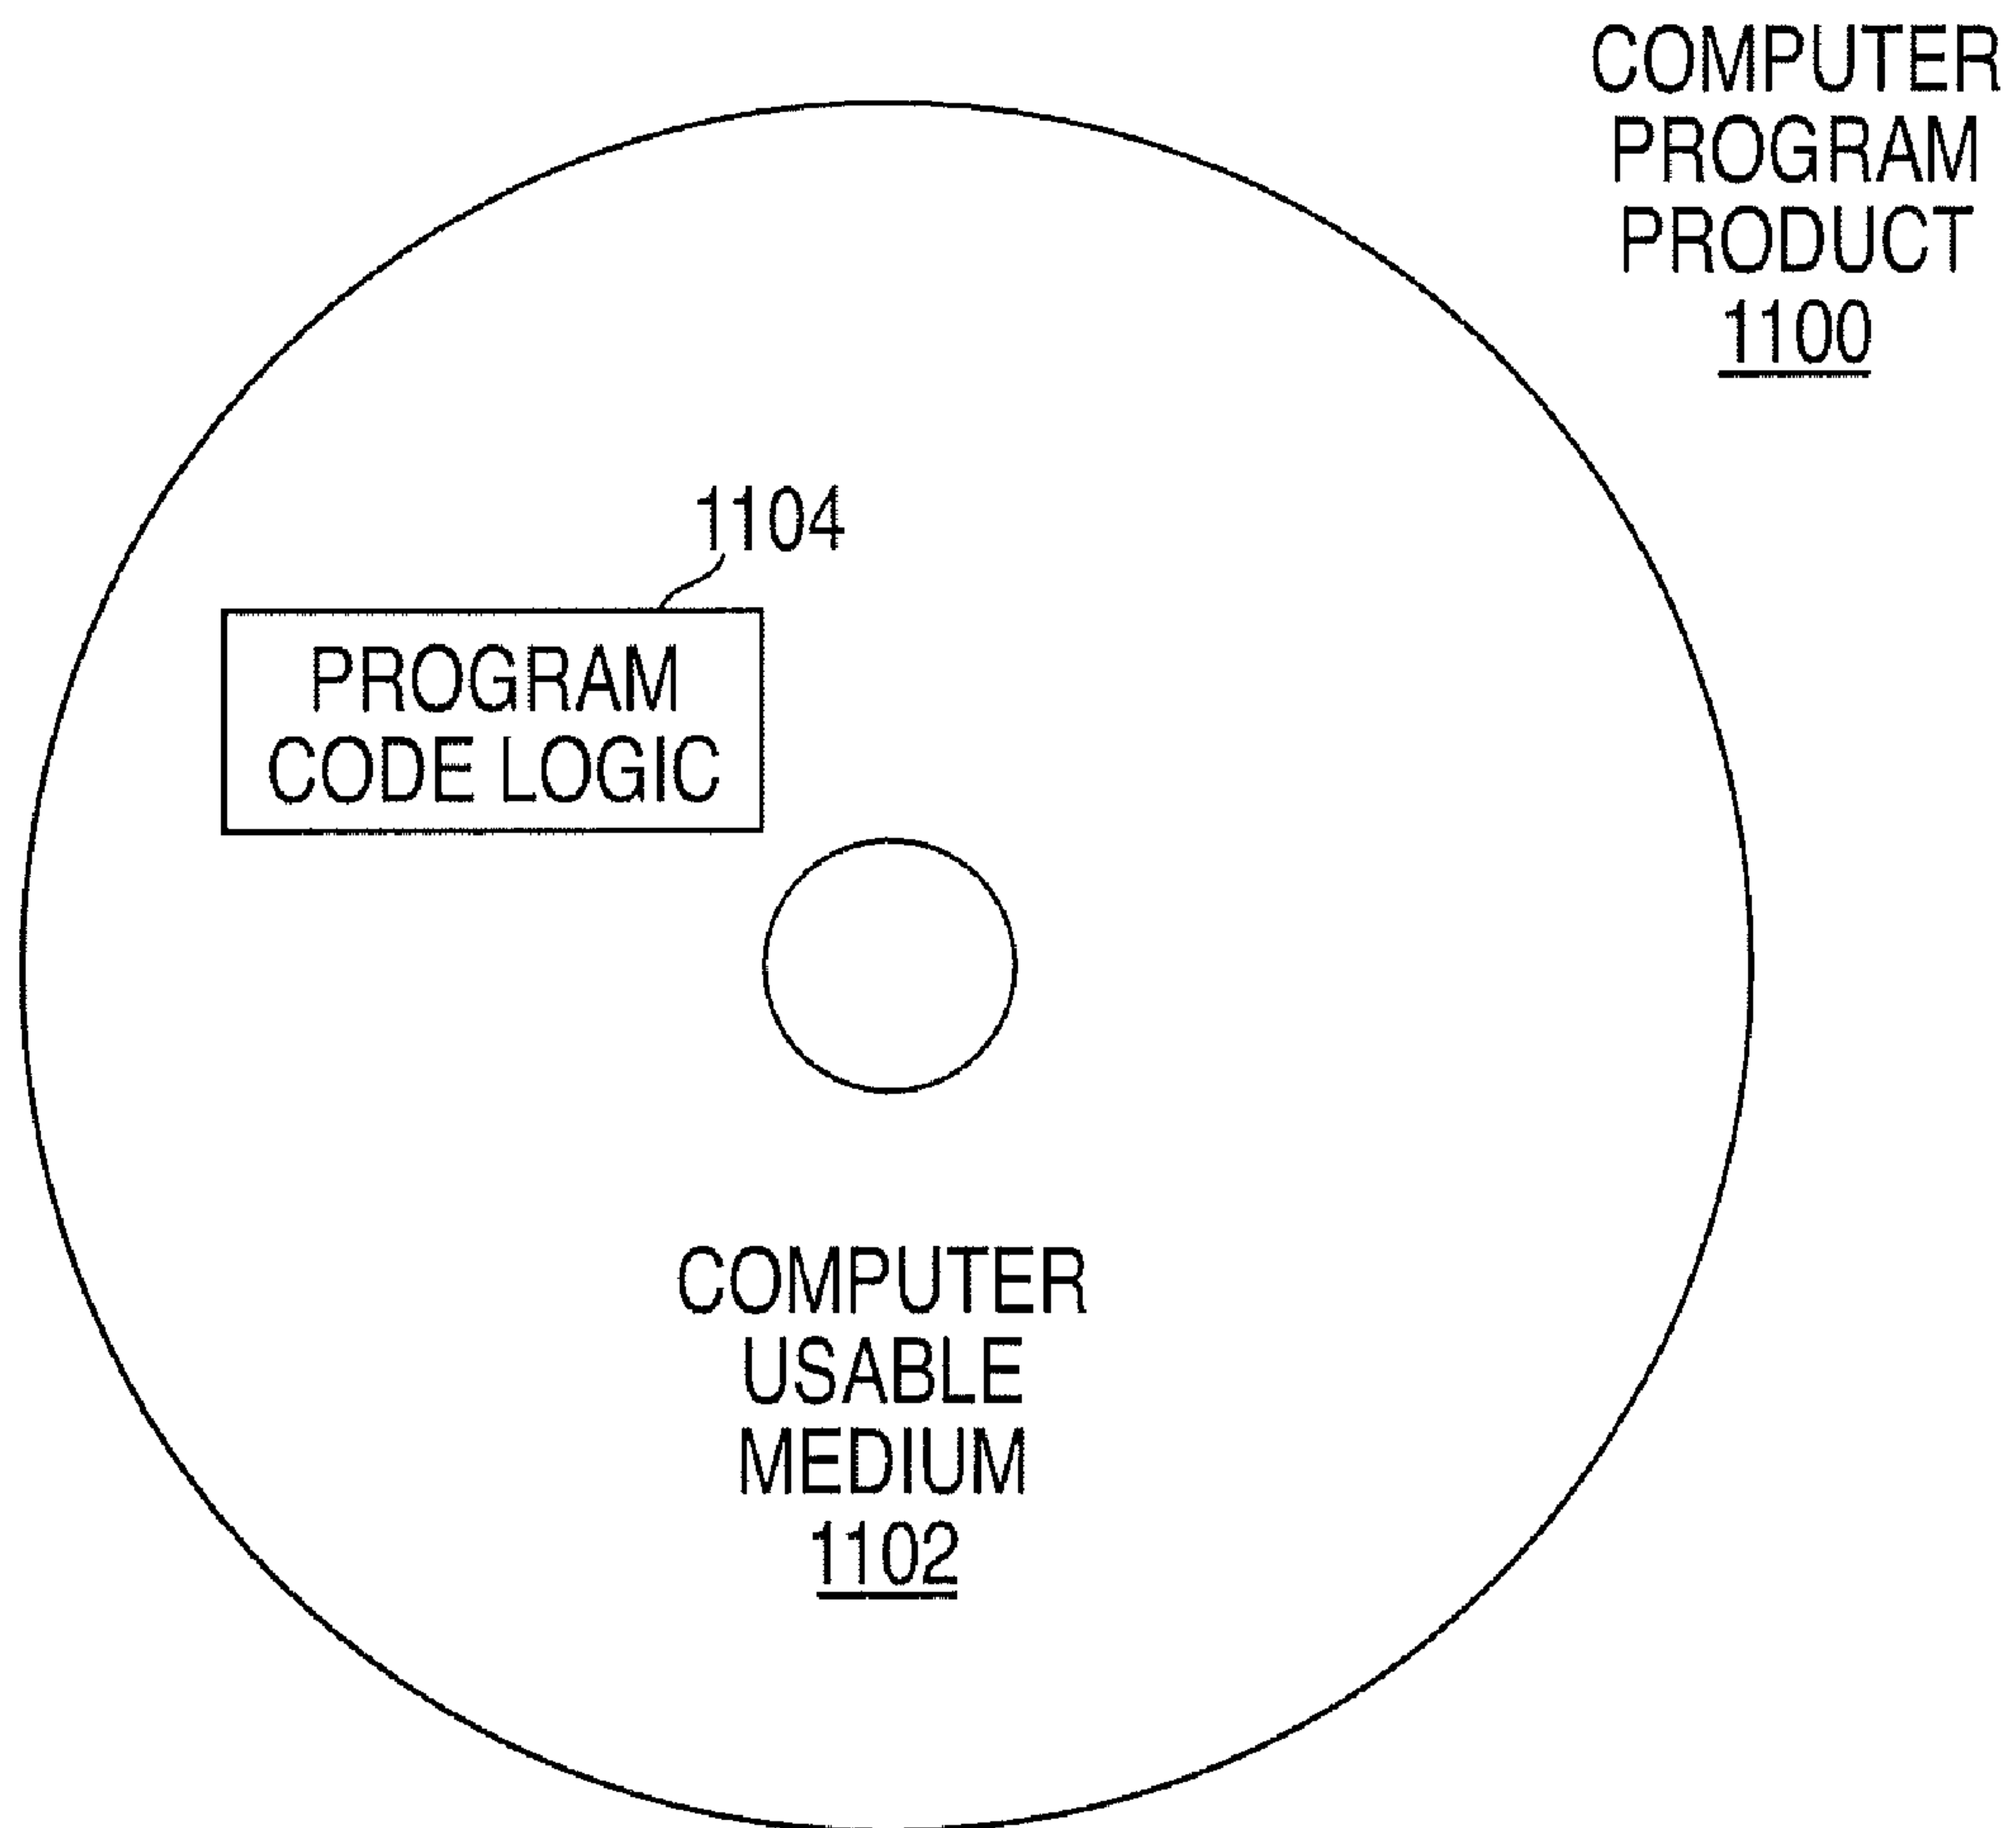 COMPUTER
PROGRAM
PRODUCT
1100
1104
PROGRAM
CODE LOGIC
COMPUTER
USABLE
MEDIUM
1102